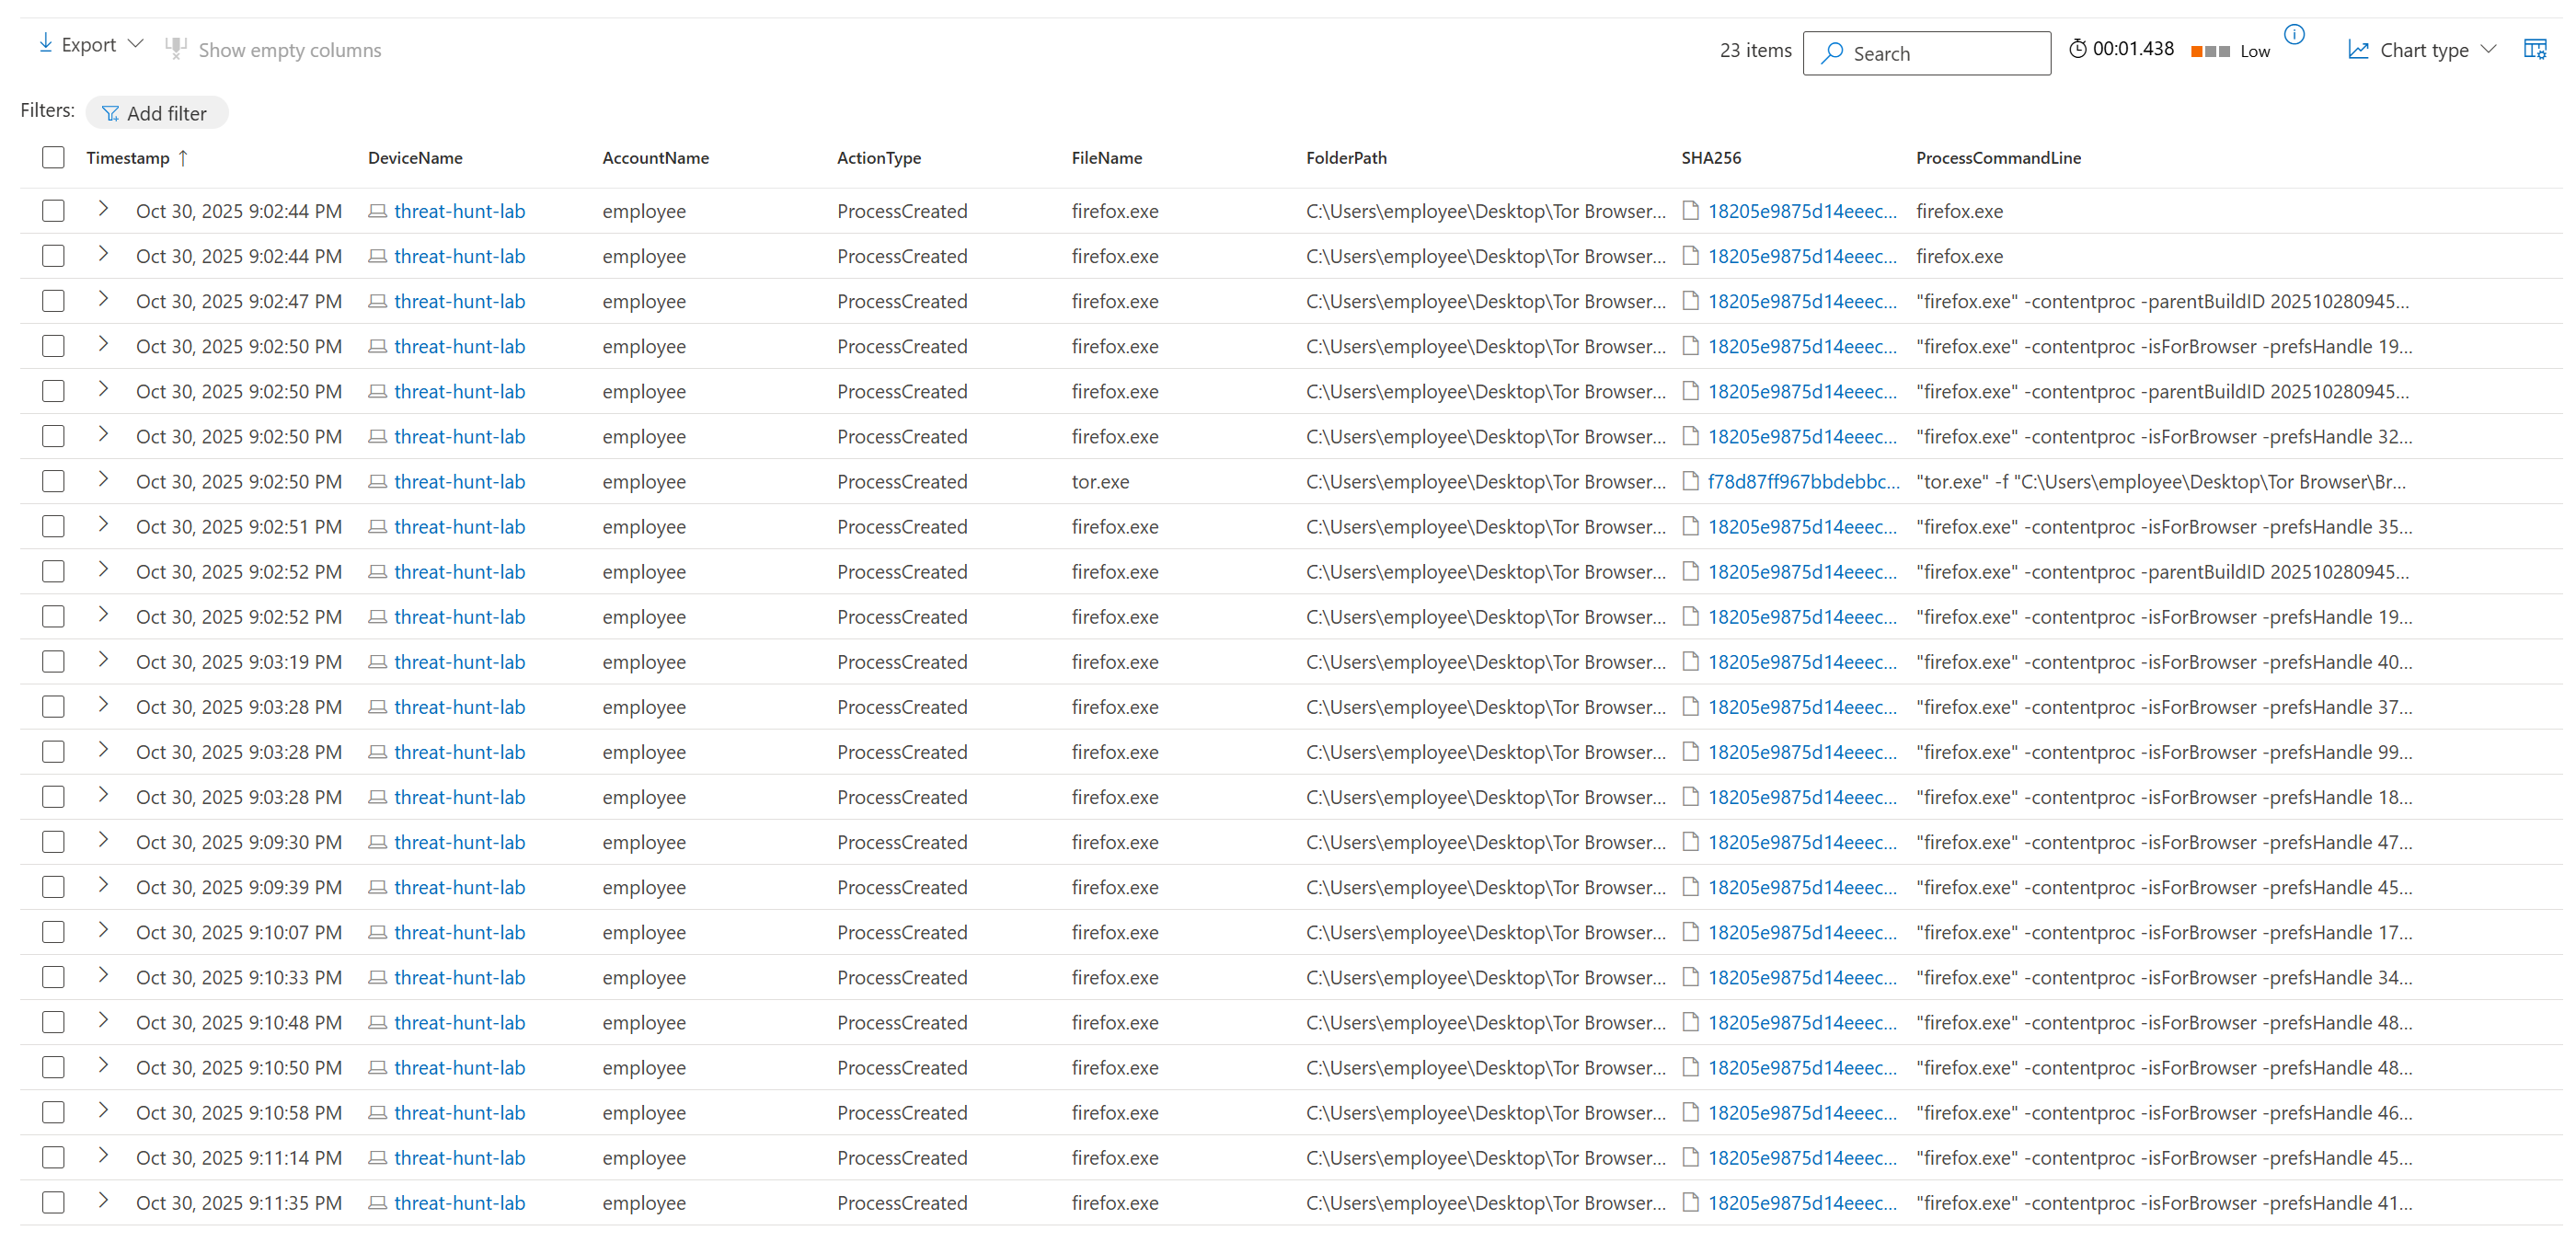 Export Show empty columns 23 items Search 00:01.438 Low Chart type
Filters: Add filter
Timestamp ↑ DeviceName AccountName ActionType FileName FolderPath SHA256 ProcessCommandLine
Oct 30, 2025 9:02:44 PM threat-hunt-lab employee ProcessCreated firefox.exe C:\Users\employee\Desktop\Tor Browser... 18205e9875d14eeec... firefox.exe
Oct 30, 2025 9:02:44 PM threat-hunt-lab employee ProcessCreated firefox.exe C:\Users\employee\Desktop\Tor Browser... 18205e9875d14eeec... firefox.exe
Oct 30, 2025 9:02:47 PM threat-hunt-lab employee ProcessCreated firefox.exe C:\Users\employee\Desktop\Tor Browser... 18205e9875d14eeec... "firefox.exe" -contentproc -parentBuildID 202510280945...
Oct 30, 2025 9:02:50 PM threat-hunt-lab employee ProcessCreated firefox.exe C:\Users\employee\Desktop\Tor Browser... 18205e9875d14eeec... "firefox.exe" -contentproc -isForBrowser -prefsHandle 19...
Oct 30, 2025 9:02:50 PM threat-hunt-lab employee ProcessCreated firefox.exe C:\Users\employee\Desktop\Tor Browser... 18205e9875d14eeec... "firefox.exe" -contentproc -parentBuildID 202510280945...
Oct 30, 2025 9:02:50 PM threat-hunt-lab employee ProcessCreated firefox.exe C:\Users\employee\Desktop\Tor Browser... 18205e9875d14eeec... "firefox.exe" -contentproc -isForBrowser -prefsHandle 32...
Oct 30, 2025 9:02:50 PM threat-hunt-lab employee ProcessCreated tor.exe C:\Users\employee\Desktop\Tor Browser... f78d87ff967bbdebbc... "tor.exe" -f "C:\Users\employee\Desktop\Tor Browser\Br...
Oct 30, 2025 9:02:51 PM threat-hunt-lab employee ProcessCreated firefox.exe C:\Users\employee\Desktop\Tor Browser... 18205e9875d14eeec... "firefox.exe" -contentproc -isForBrowser -prefsHandle 35...
Oct 30, 2025 9:02:52 PM threat-hunt-lab employee ProcessCreated firefox.exe C:\Users\employee\Desktop\Tor Browser... 18205e9875d14eeec... "firefox.exe" -contentproc -parentBuildID 202510280945...
Oct 30, 2025 9:02:52 PM threat-hunt-lab employee ProcessCreated firefox.exe C:\Users\employee\Desktop\Tor Browser... 18205e9875d14eeec... "firefox.exe" -contentproc -isForBrowser -prefsHandle 19...
Oct 30, 2025 9:03:19 PM threat-hunt-lab employee ProcessCreated firefox.exe C:\Users\employee\Desktop\Tor Browser... 18205e9875d14eeec... "firefox.exe" -contentproc -isForBrowser -prefsHandle 40...
Oct 30, 2025 9:03:28 PM threat-hunt-lab employee ProcessCreated firefox.exe C:\Users\employee\Desktop\Tor Browser... 18205e9875d14eeec... "firefox.exe" -contentproc -isForBrowser -prefsHandle 37...
Oct 30, 2025 9:03:28 PM threat-hunt-lab employee ProcessCreated firefox.exe C:\Users\employee\Desktop\Tor Browser... 18205e9875d14eeec... "firefox.exe" -contentproc -isForBrowser -prefsHandle 99...
Oct 30, 2025 9:03:28 PM threat-hunt-lab employee ProcessCreated firefox.exe C:\Users\employee\Desktop\Tor Browser... 18205e9875d14eeec... "firefox.exe" -contentproc -isForBrowser -prefsHandle 18...
Oct 30, 2025 9:09:30 PM threat-hunt-lab employee ProcessCreated firefox.exe C:\Users\employee\Desktop\Tor Browser... 18205e9875d14eeec... "firefox.exe" -contentproc -isForBrowser -prefsHandle 47...
Oct 30, 2025 9:09:39 PM threat-hunt-lab employee ProcessCreated firefox.exe C:\Users\employee\Desktop\Tor Browser... 18205e9875d14eeec... "firefox.exe" -contentproc -isForBrowser -prefsHandle 45...
Oct 30, 2025 9:10:07 PM threat-hunt-lab employee ProcessCreated firefox.exe C:\Users\employee\Desktop\Tor Browser... 18205e9875d14eeec... "firefox.exe" -contentproc -isForBrowser -prefsHandle 17...
Oct 30, 2025 9:10:33 PM threat-hunt-lab employee ProcessCreated firefox.exe C:\Users\employee\Desktop\Tor Browser... 18205e9875d14eeec... "firefox.exe" -contentproc -isForBrowser -prefsHandle 34...
Oct 30, 2025 9:10:48 PM threat-hunt-lab employee ProcessCreated firefox.exe C:\Users\employee\Desktop\Tor Browser... 18205e9875d14eeec... "firefox.exe" -contentproc -isForBrowser -prefsHandle 48...
Oct 30, 2025 9:10:50 PM threat-hunt-lab employee ProcessCreated firefox.exe C:\Users\employee\Desktop\Tor Browser... 18205e9875d14eeec... "firefox.exe" -contentproc -isForBrowser -prefsHandle 48...
Oct 30, 2025 9:10:58 PM threat-hunt-lab employee ProcessCreated firefox.exe C:\Users\employee\Desktop\Tor Browser... 18205e9875d14eeec... "firefox.exe" -contentproc -isForBrowser -prefsHandle 46...
Oct 30, 2025 9:11:14 PM threat-hunt-lab employee ProcessCreated firefox.exe C:\Users\employee\Desktop\Tor Browser... 18205e9875d14eeec... "firefox.exe" -contentproc -isForBrowser -prefsHandle 45...
Oct 30, 2025 9:11:35 PM threat-hunt-lab employee ProcessCreated firefox.exe C:\Users\employee\Desktop\Tor Browser... 18205e9875d14eeec... "firefox.exe" -contentproc -isForBrowser -prefsHandle 41...